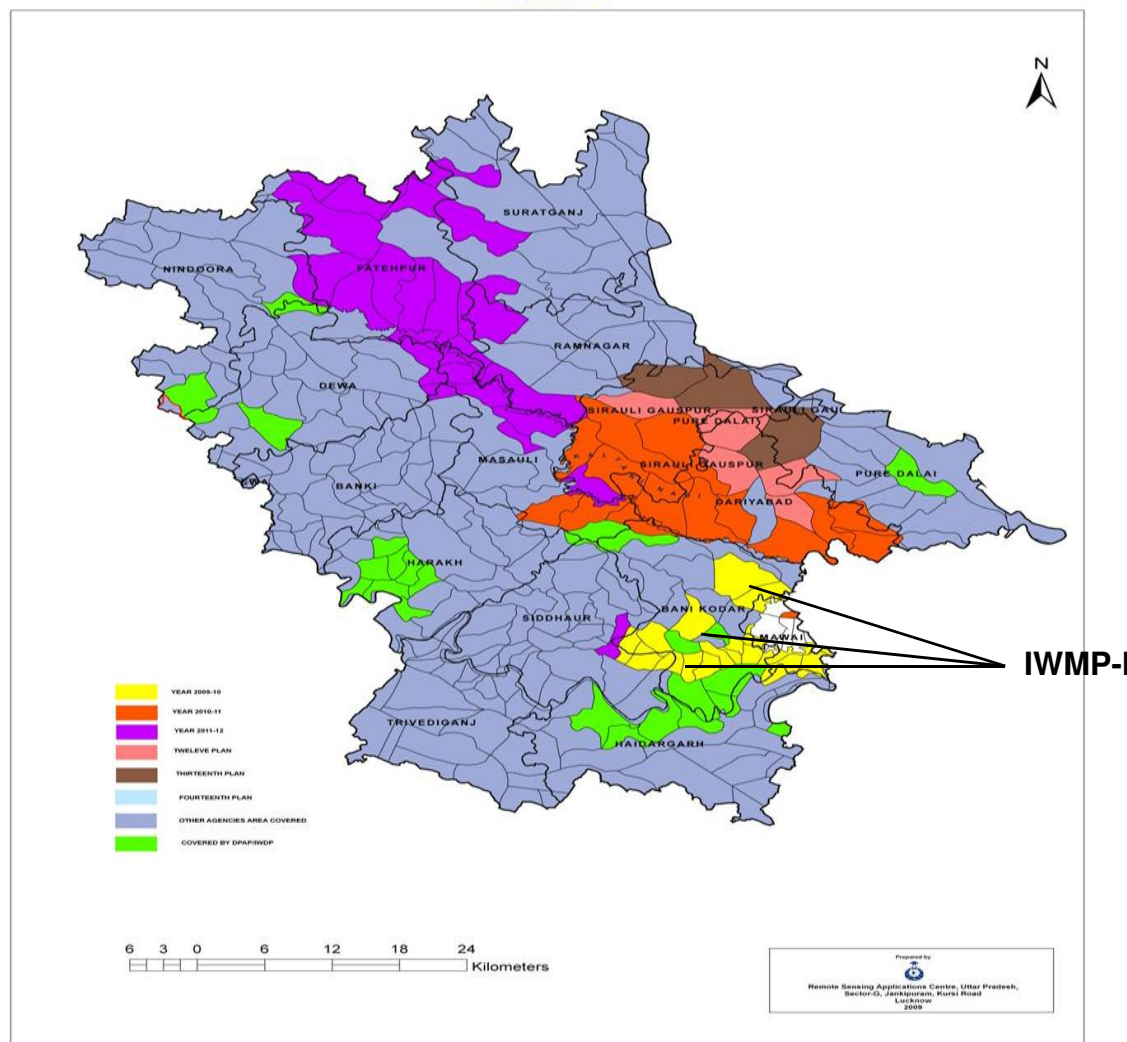 N
SURATGANJ
NINDOORA
FATEHPUR
RAMNAGAR
DEWA
SIRAULI GAUSPUR
SIRAULI GAU
PURE DALAI
MASAULI
SIRAULI GAUSPUR
PURE DALAI
BANKI
DARIYABAD
HARAKH
BANI KODAR
SIDDHAUR
MAWAI
IWMP-I
TRIVEDIGANJ
HAIDARGARH
YEAR 2009-10
YEAR 2010-11
YEAR 2011-12
TWELEVE PLAN
THIRTEENTH PLAN
FOURTEENTH PLAN
OTHER AGENCIES AREA COVERED
COVERED BY DPAP/IWDP
6 3 0 6 12 18 24
Kilometers
Prepared by
Remote Sensing Applications Centre, Uttar Pradesh,
Sector-G, Jankipuram, Kursi Road
Lucknow
2009